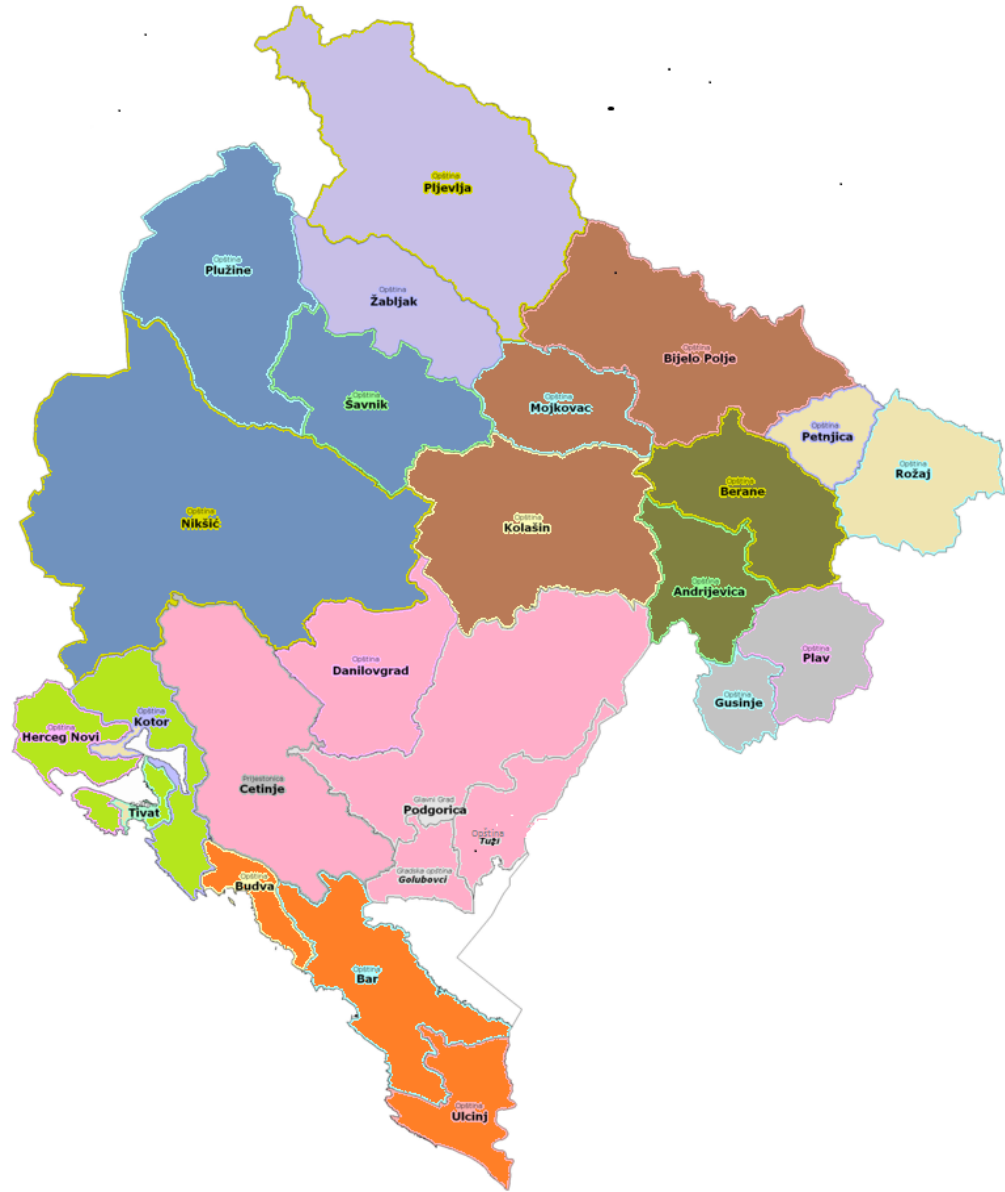 Opština
Pljevlja
Opština
Plužine
Opština
Žabljak
Opština
Bijelo Polje
Opština
Šavnik
Opština
Mojkovac
Opština
Petnjica
Opština
Rožaj
Opština
Berane
Opština
Nikšić
Opština
Kolašin
Opština
Andrijevica
Opština
Danilovgrad
Opština
Plav
Opština
Gusinje
Opština
Kotor
Opština
Herceg Novi
Prijestonica
Cetinje
Glavni Grad
Podgorica
Opština
Tivat
Opština
Tuzi
Gradska opština
Golubovci
Opština
Budva
Opština
Bar
Opština
Ulcinj